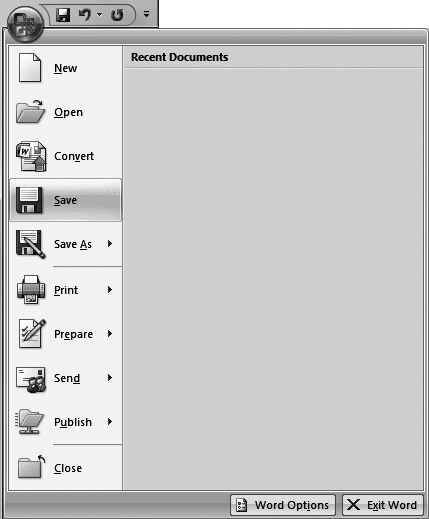 Recent Documents
New
Open
Convert
Save
Save As
Print
Prepare
Send
Publish
Close
Word Options
Exit Word